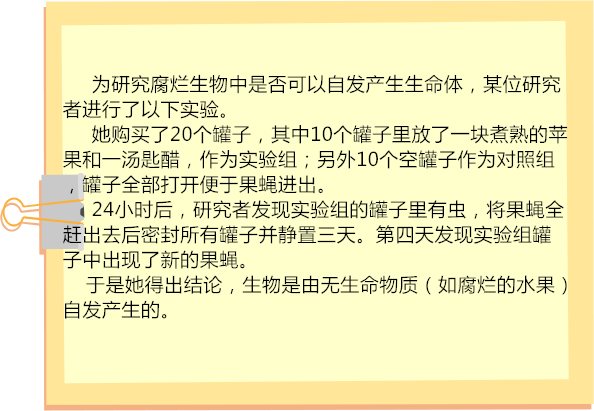 为研究腐烂生物中是否可以自发产生生命体，某位研究
者进行了以下实验。
她购买了20个罐子，其中10个罐子里放了一块煮熟的苹
果和一汤匙醋，作为实验组；另外10个空罐子作为对照组
，罐子全部打开便于果蝇进出。
24小时后，研究者发现实验组的罐子里有虫，将果蝇全
赶出去后密封所有罐子并静置三天。第四天发现实验组罐
子中出现了新的果蝇。
于是她得出结论，生物是由无生命物质（如腐烂的水果）
自发产生的。